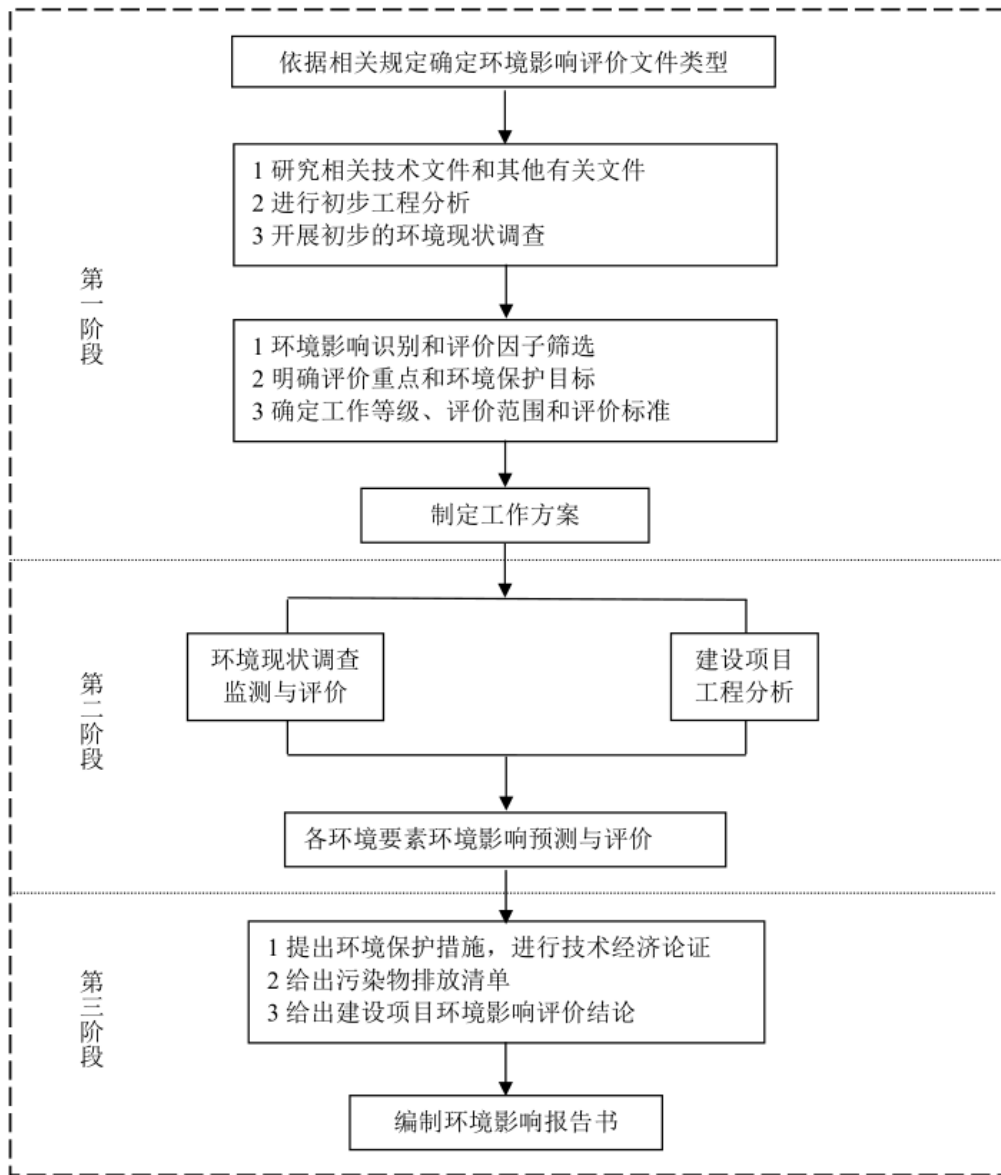 依据相关规定确定环境影响评价文件类型
1 研究相关技术文件和其他有关文件
2 进行初步工程分析
3 开展初步的环境现状调查
第一阶段
1 环境影响识别和评价因子筛选
2 明确评价重点和环境保护目标
3 确定工作等级、评价范围和评价标准
制定工作方案
第二阶段
环境现状调查
监测与评价
建设项目
工程分析
各环境要素环境影响预测与评价
第三阶段
1 提出环境保护措施，进行技术经济论证
2 给出污染物排放清单
3 给出建设项目环境影响评价结论
编制环境影响报告书